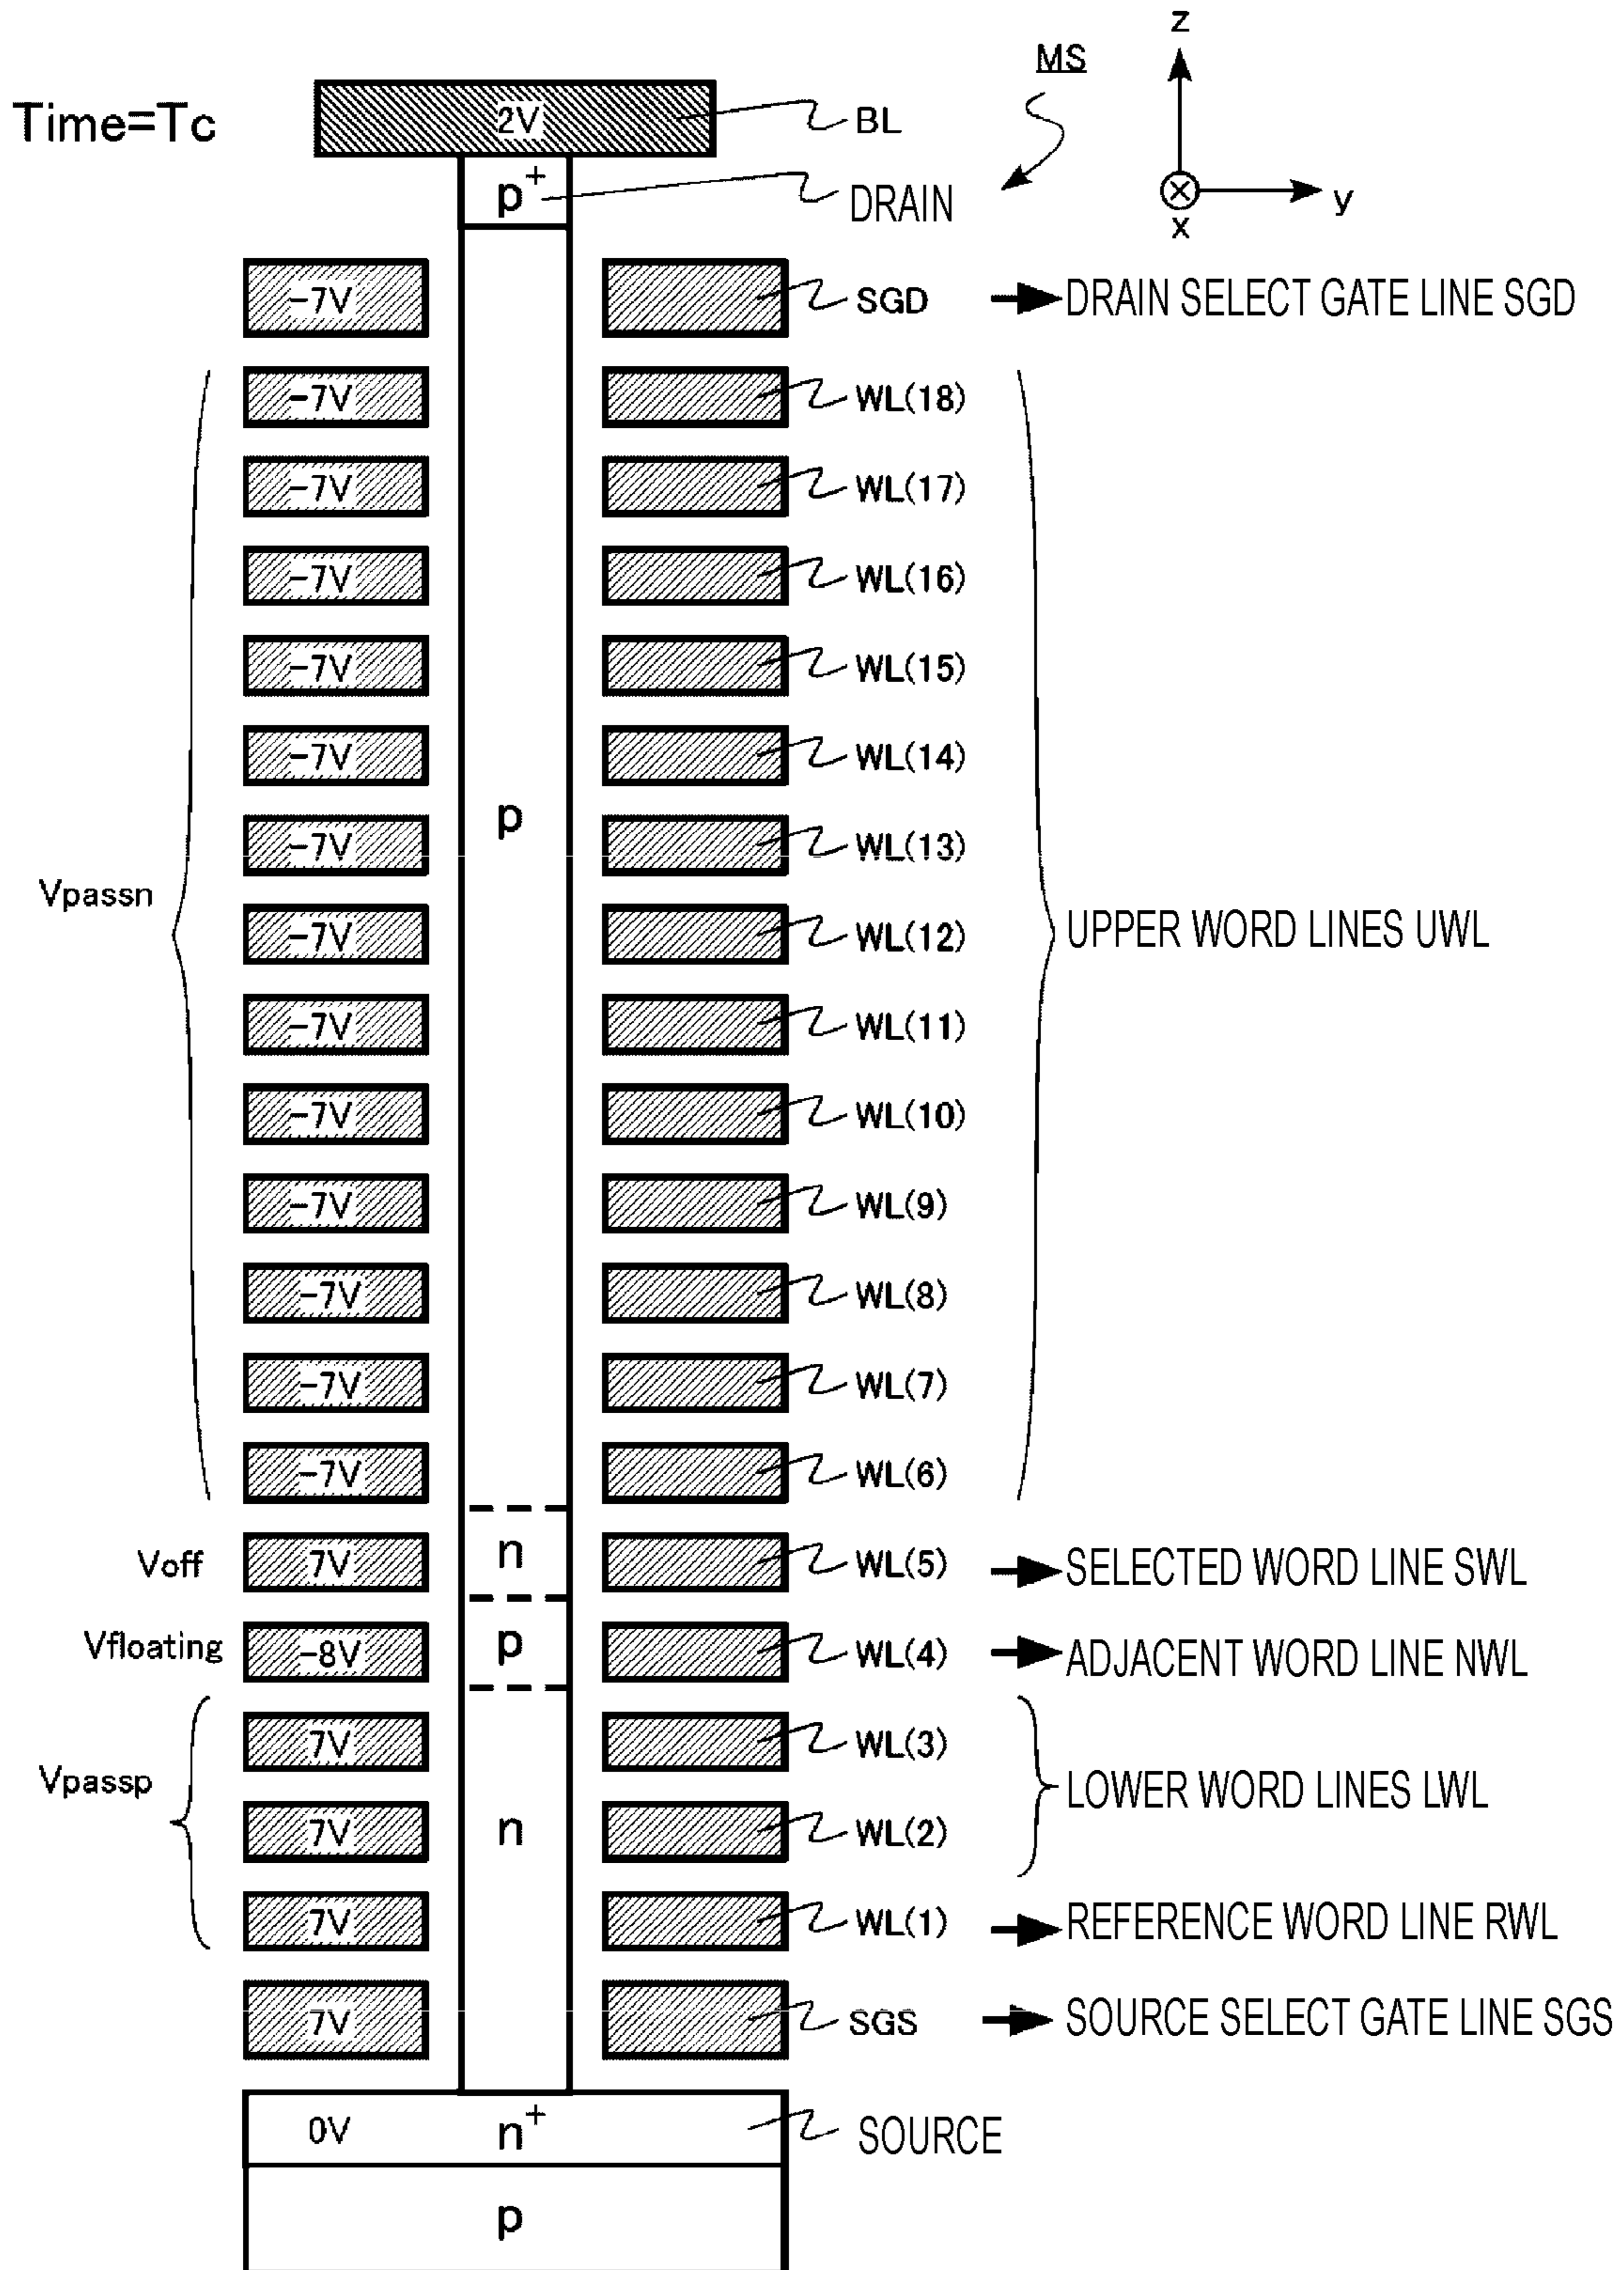 z
MS
Time=Tc
2V
BL
p+
DRAIN
y
x
-7V
SGD
DRAIN SELECT GATE LINE SGD
-7V
WL(18)
-7V
WL(17)
-7V
WL(16)
-7V
WL(15)
-7V
WL(14)
p
-7V
WL(13)
Vpassn
-7V
WL(12)
UPPER WORD LINES UWL
-7V
WL(11)
-7V
WL(10)
-7V
WL(9)
-7V
WL(8)
-7V
WL(7)
-7V
WL(6)
Voff
7V
n
WL(5)
SELECTED WORD LINE SWL
Vfloating
-8V
p
WL(4)
ADJACENT WORD LINE NWL
7V
WL(3)
Vpassp
LOWER WORD LINES LWL
7V
n
WL(2)
7V
WL(1)
REFERENCE WORD LINE RWL
7V
SGS
SOURCE SELECT GATE LINE SGS
0V
n+
SOURCE
p